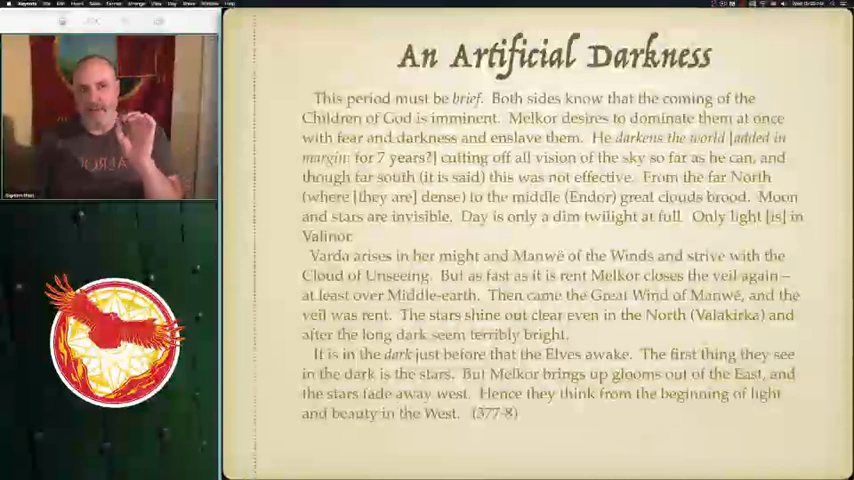 An Artificial Darkness
This period must be brief. Both sides know that the coming of the
Children of God is imminent. Melkor desires to dominate them at once
with fear and darkness and enslave them. He darkens the world [added in
margin: for 7 years?] cutting off all vision of the sky so far as he can, and
though far south (it is said) this was not effective. From the far North
(where [they are] dense) to the middle (Endor) great clouds brood. Moon
and stars are invisible. Day is only a dim twilight at full. Only light [is] in
Valinor.
Varda arises in her might and Manwë of the Winds and strive with the
Cloud of Unseeing. But as fast as it is rent Melkor closes the veil again –
at least over Middle-earth. Then came the Great Wind of Manwë, and the
veil was rent. The stars shine out clear even in the North (Valakirka) and
after the long dark seem terribly bright.
It is in the dark just before that the Elves awake. The first thing they see
in the dark is the stars. But Melkor brings up glooms out of the East, and
the stars fade away west. Hence they think from the beginning of light
and beauty in the West. (377-8)